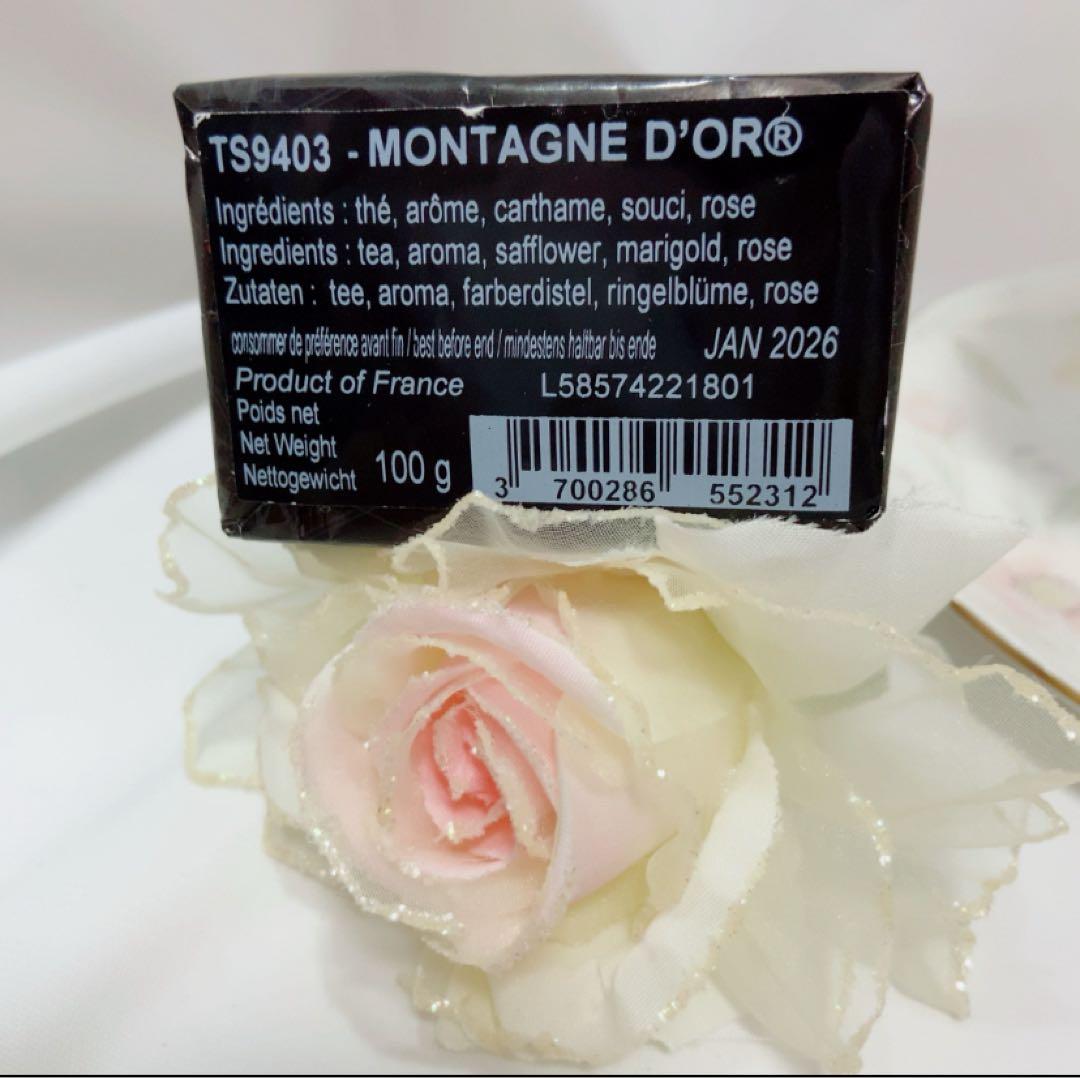 TS9403 - MONTAGNE D'OR®
Ingrédients : thé, arôme, carthame, souci, rose
Ingredients : tea, aroma, safflower, marigold, rose
Zutaten : tee, aroma, farberdistel, ringelblüme, rose
consommer de préférence avant fin / best before end / mindestens haltbar bis ende JAN 2026
Product of France L58574221801
Poids net
Net Weight 100 g
Nettogewicht
3 700286 552312